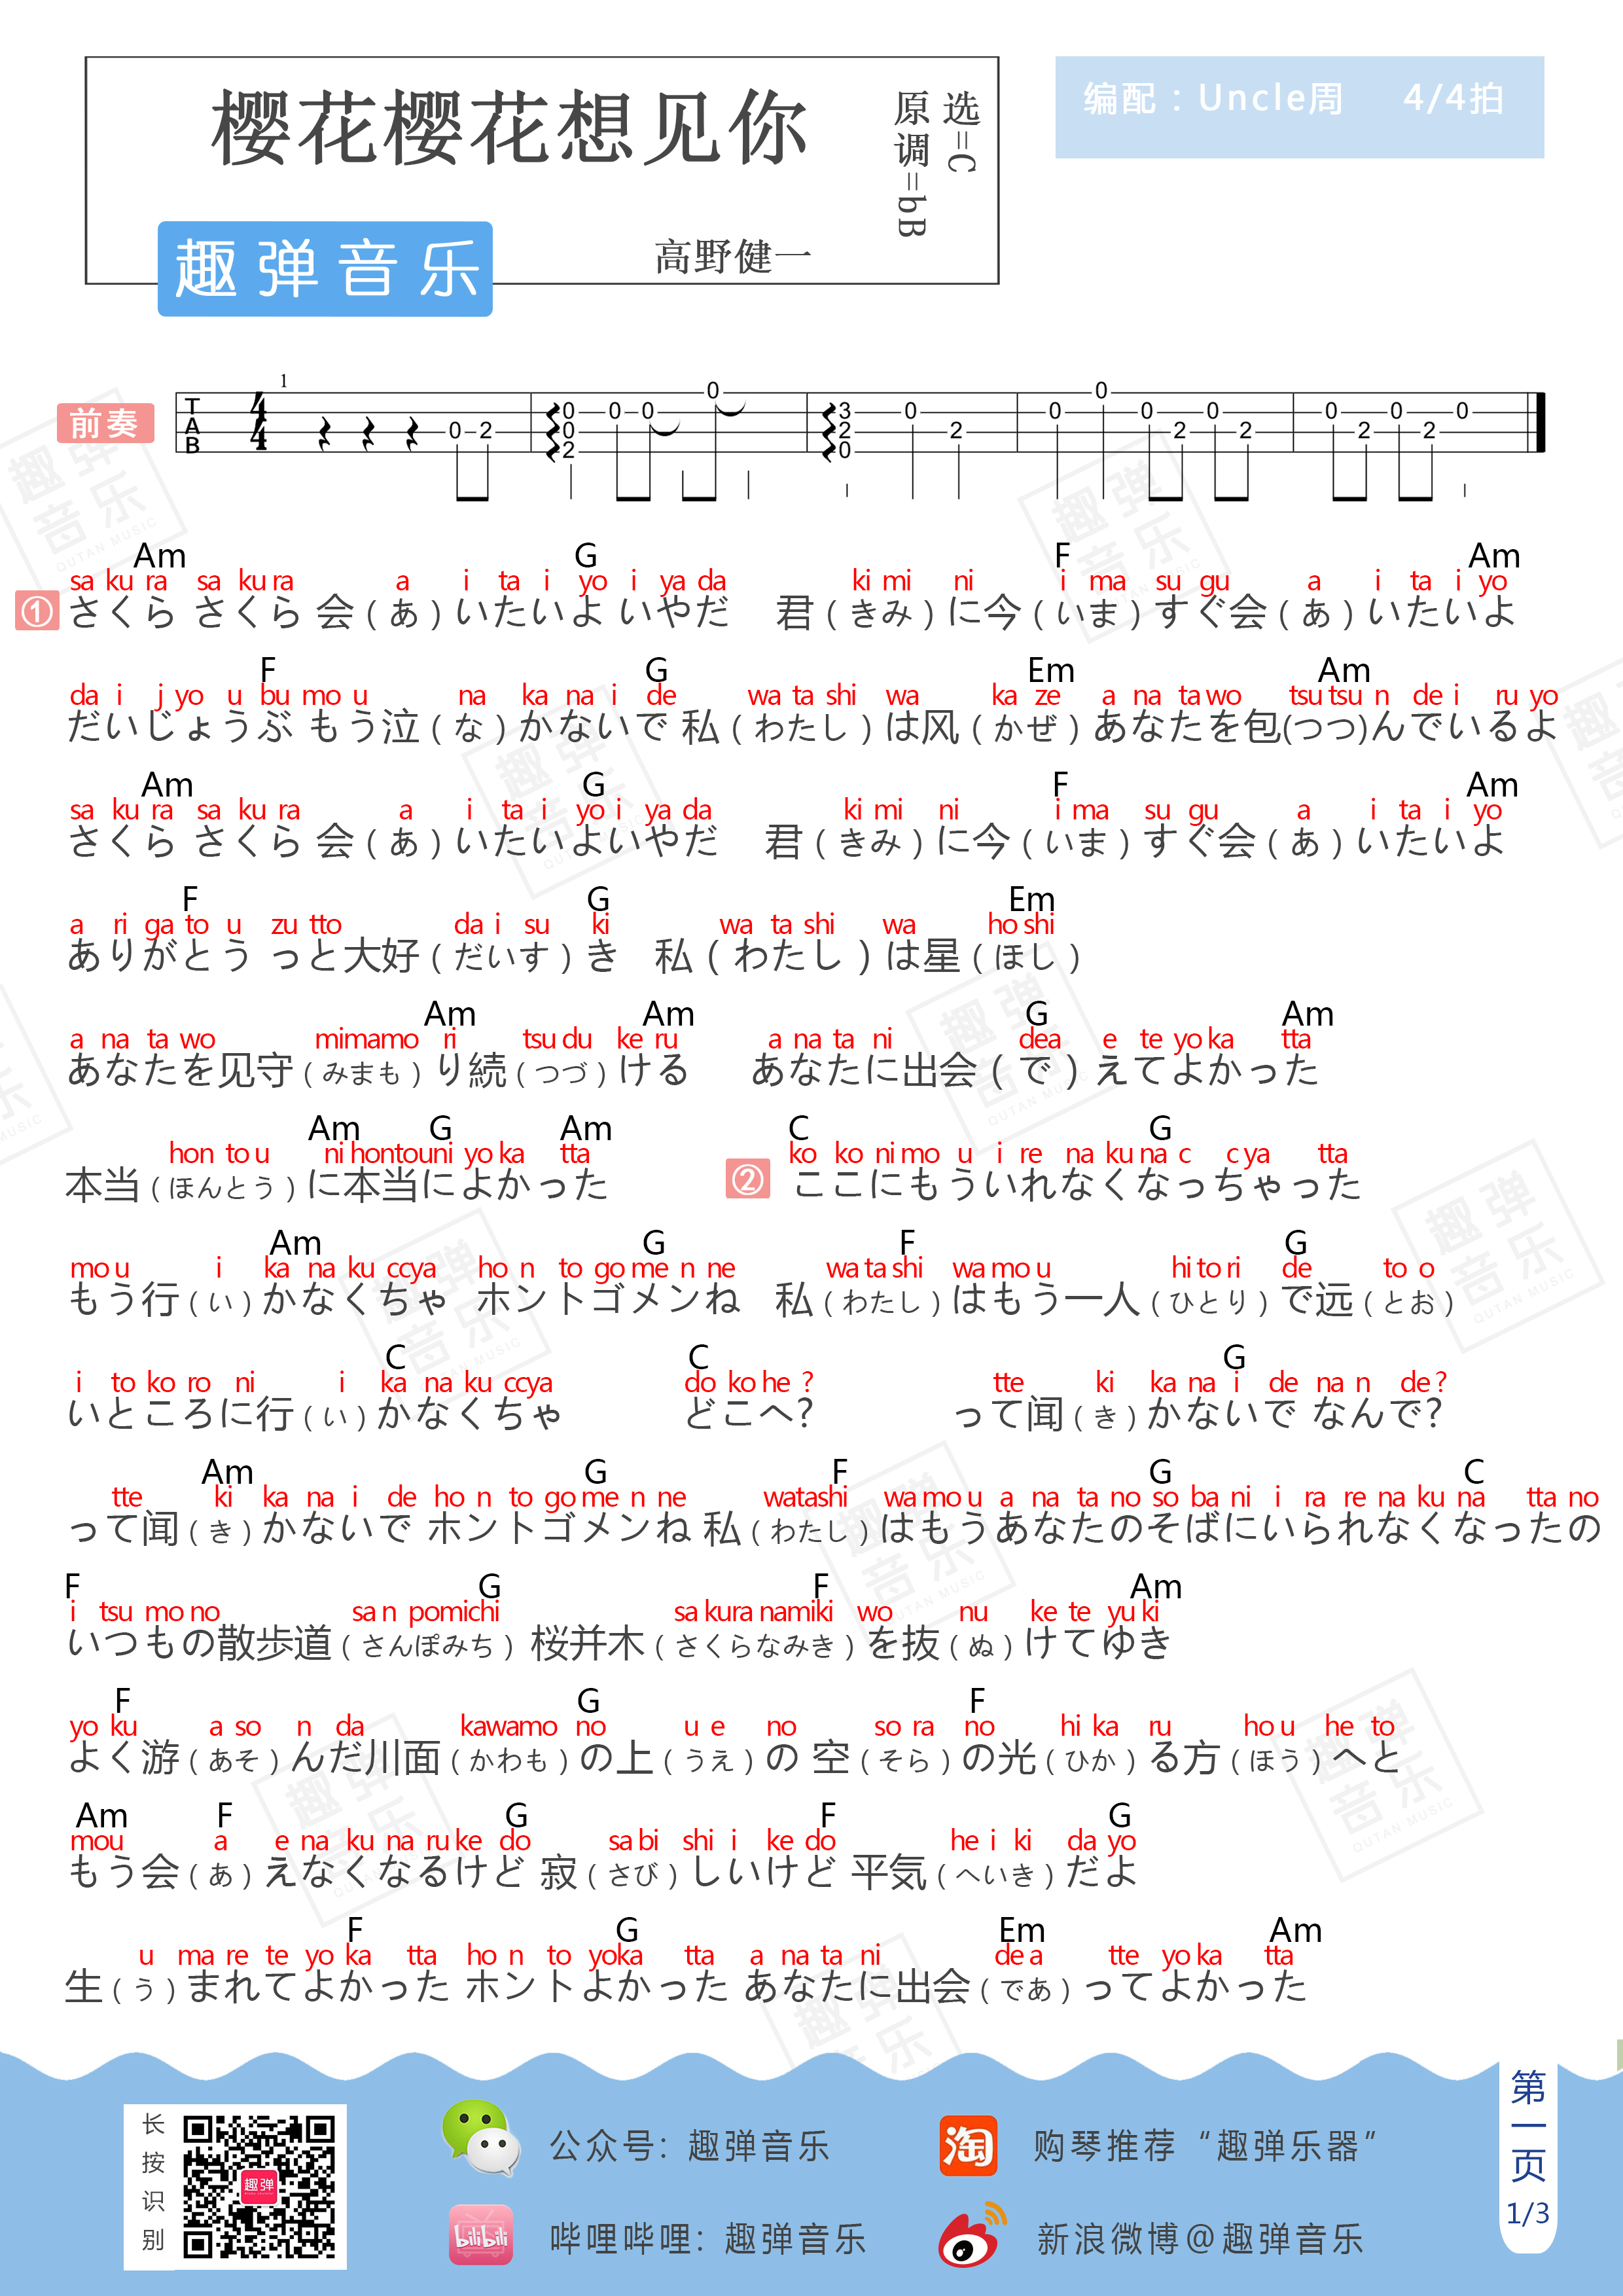 樱花樱花想见你
原调=bB
选=C
高野健一
趣弹音乐
编配：Uncle周 4/4拍
前奏
1
T A B 4/4
0 2 0 0 2 0 0 0 3 2 0 0 2 0 0 0 2 0 2 0 2 0 2 0
Am G F Am
sa ku ra sa ku ra a i ta i yo i ya da ki mi ni i ma su gu a i ta i yo
① さくら さくら 会（あ）いたいよ いやだ 君（きみ）に今（いま）すぐ会（あ）いたいよ
F G Em Am
da i j yo u bu mo u na ka na i de wa ta shi wa ka ze a na ta wo tsu tsu n de i ru yo
だいじょうぶ もう泣（な）かないで 私（わたし）は风（かぜ）あなたを包(つつ)んでいるよ
Am G F Am
sa ku ra sa ku ra a i ta i yo i ya da ki mi ni i ma su gu a i ta i yo
さくら さくら 会（あ）いたいよいやだ 君（きみ）に今（いま）すぐ会（あ）いたいよ
F G Em
a ri ga to u zu tto da i su ki wa ta shi wa ho shi
ありがとう っと大好（だいす）き 私（わたし）は星（ほし）
Am Am G Am
a na ta wo mimamo ri tsu du ke ru a na ta ni dea e te yo ka tta
あなたを见守（みまも）り続（つづ）ける あなたに出会（で）えてよかった
Am G Am C G
hon to u ni hontouni yo ka tta ko ko ni mo u i re na ku na c c ya tta
本当（ほんとう）に本当によかった ② ここにもういれなくなっちゃった
Am G F G
mo u i ka na ku ccya ho n to go me n ne wa ta shi wa mo u hi to ri de to o
もう行（い）かなくちゃ ホントゴメンね 私（わたし）はもう一人（ひとり）で远（とお）
C C G
i to ko ro ni i ka na ku ccya do ko he ? tte ki ka na i de na n de ?
いところに行（い）かなくちゃ どこへ? って闻（き）かないで なんで?
Am G F G C
tte ki ka na i de ho n to go me n ne watashi wa mo u a na ta no so ba ni i ra re na ku na tta no
って闻（き）かないで ホントゴメンね 私（わたし）はもうあなたのそばにいられなくなったの
F G F Am
i tsu mo no sa n pomichi sa kura namiki wo nu ke te yu ki
いつもの散歩道（さんぽみち）桜并木（さくらなみき）を抜（ぬ）けてゆき
F G F
yo ku a so n da kawamo no u e no so ra no hi ka ru ho u he to
よく游（あそ）んだ川面（かわも）の上（うえ）の 空（そら）の光（ひか）る方（ほう）へと
Am F G F G
mou a e na ku na ru ke do sa bi shi i ke do he i ki da yo
もう会（あ）えなくなるけど 寂（さび）しいけど 平気（へいき）だよ
F G Em Am
u ma re te yo ka tta ho n to yoka tta a na ta ni de a tte yo ka tta
生（う）まれてよかった ホントよかった あなたに出会（であ）ってよかった
长按识别
趣弹
公众号：趣弹音乐
淘
购琴推荐“趣弹乐器”
bilibili
哔哩哔哩：趣弹音乐
新浪微博@趣弹音乐
第一页
1/3
趣弹音乐
QUTAN MUSIC